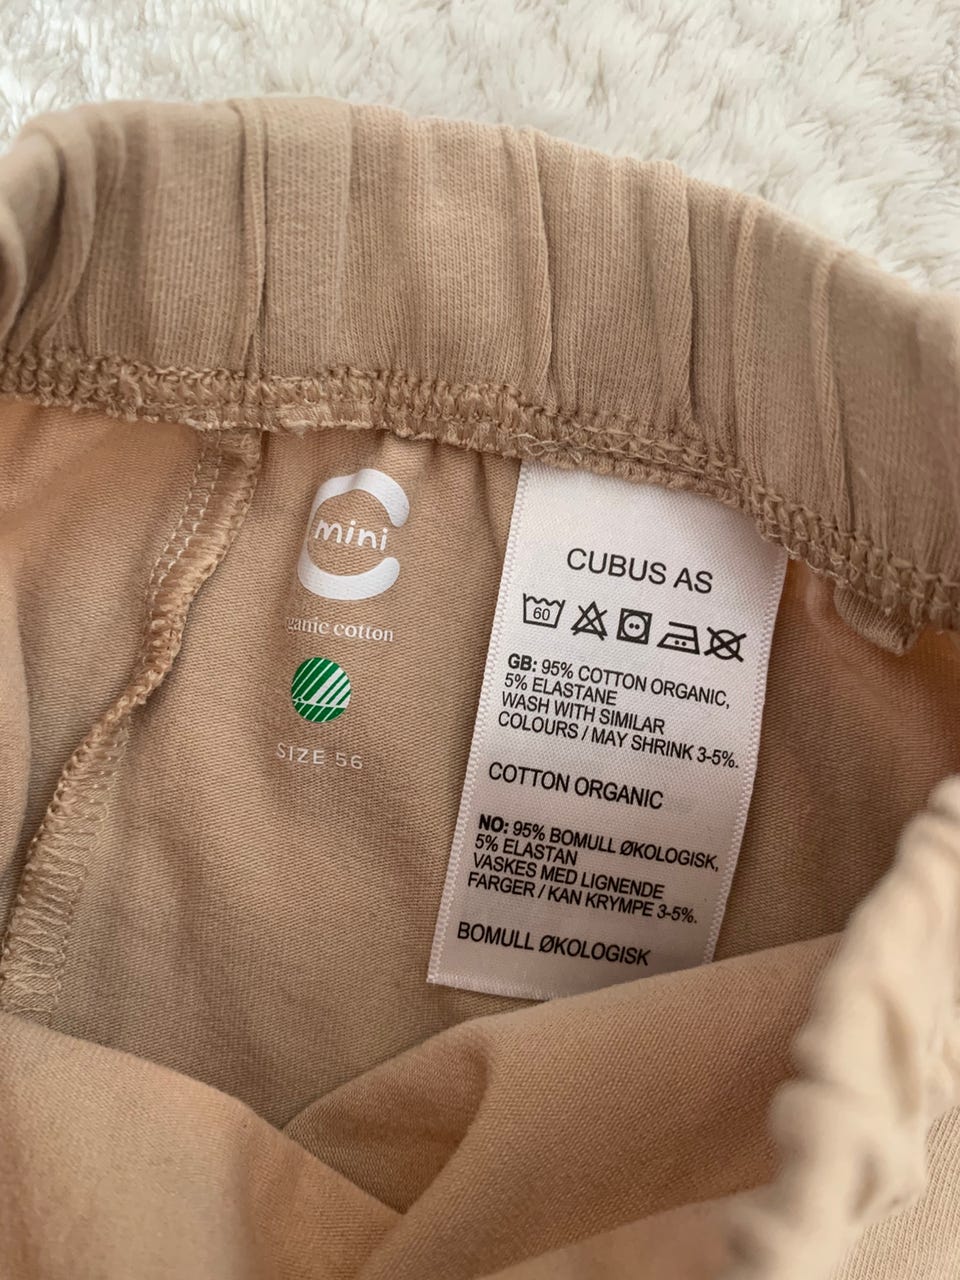 mini
organic cotton
SIZE 56
CUBUS AS
60
GB: 95% COTTON ORGANIC,
5% ELASTANE
WASH WITH SIMILAR
COLOURS / MAY SHRINK 3-5%.
COTTON ORGANIC
NO: 95% BOMULL ØKOLOGISK,
5% ELASTAN
VASKES MED LIGNENDE
FARGER / KAN KRYMPE 3-5%.
BOMULL ØKOLOGISK